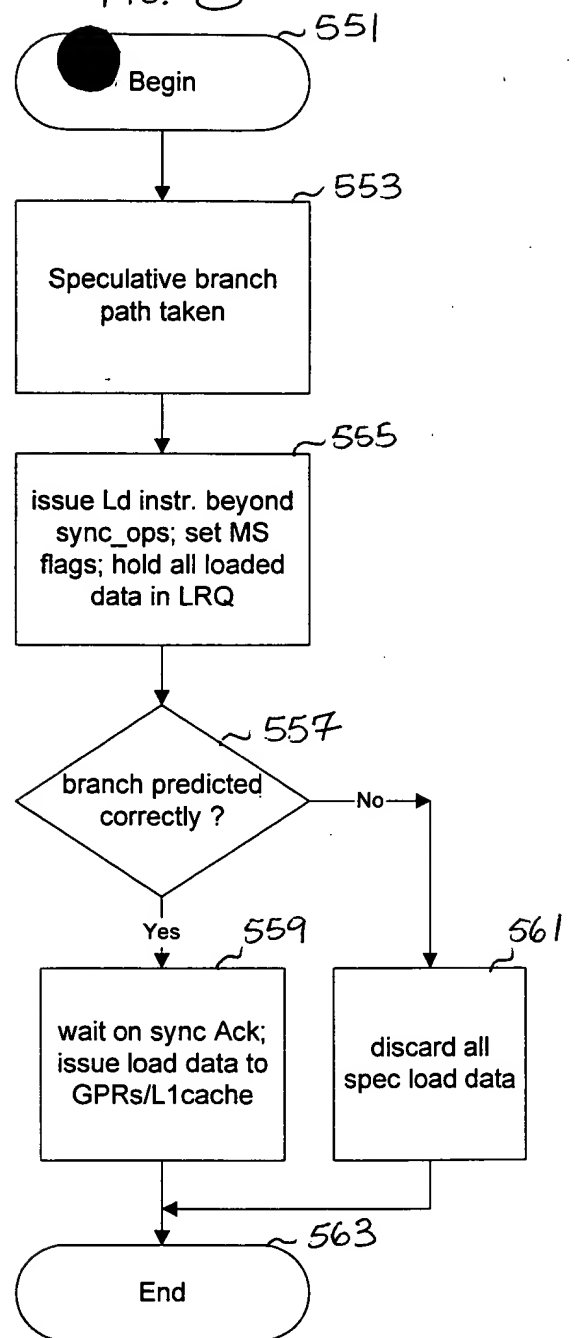 551
Begin
553
Speculative branch
path taken
555
issue Ld instr. beyond
sync_ops; set MS
flags; hold all loaded
data in LRQ
557
branch predicted
correctly ?
No
Yes
559
561
wait on sync Ack;
issue load data to
GPRs/L1cache
discard all
spec load data
563
End